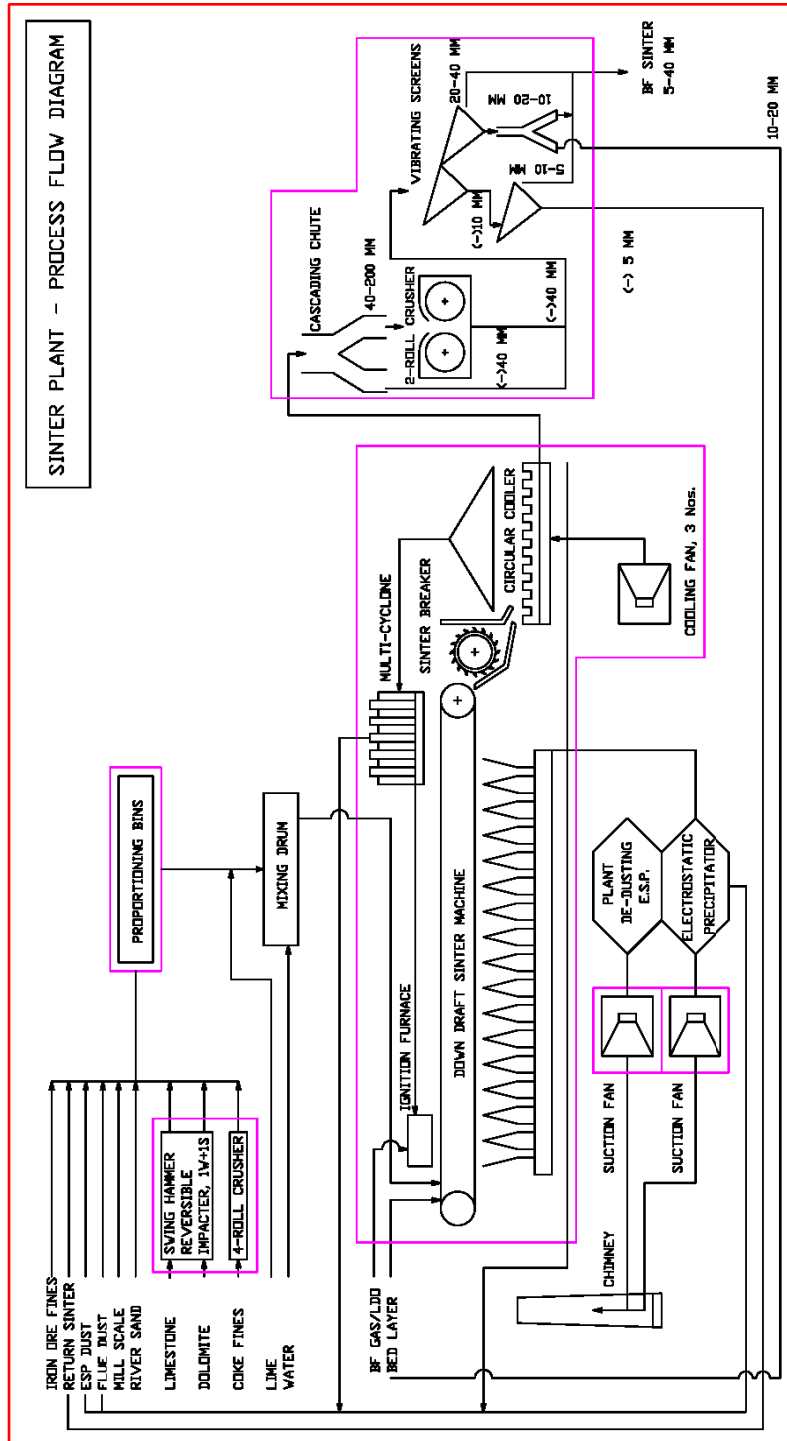 SINTER PLANT - PROCESS FLOW DIAGRAM
IRON ORE FINES
RETURN SINTER
ESP DUST
FLUE DUST
MILL SCALE
RIVER SAND
LIMESTONE
DOLOMITE
COKE FINES
LIME
WATER
SWING HAMMER
REVERSIBLE
IMPACTER, 1W+1S
4-ROLL CRUSHER
PROPORTIONING BINS
MIXING DRUM
BF GAS/LDO
BED LAYER
IGNITION FURNACE
MULTI-CYCLONE
SINTER BREAKER
DOWN DRAFT SINTER MACHINE
CIRCULAR COOLER
COOLING FAN, 3 Nos.
CASCADING CHUTE
40-200 MM
2-ROLL CRUSHER
(-)40 MM
(-)40 MM
VIBRATING SCREENS
20-40 MM
10-20 MM
5-10 MM
(-)10 MM
(-) 5 MM
BF SINTER
5-40 MM
10-20 MM
CHIMNEY
SUCTION FAN
SUCTION FAN
PLANT
DE-DUSTING
E.S.P.
ELECTROSTATIC
PRECIPITATOR